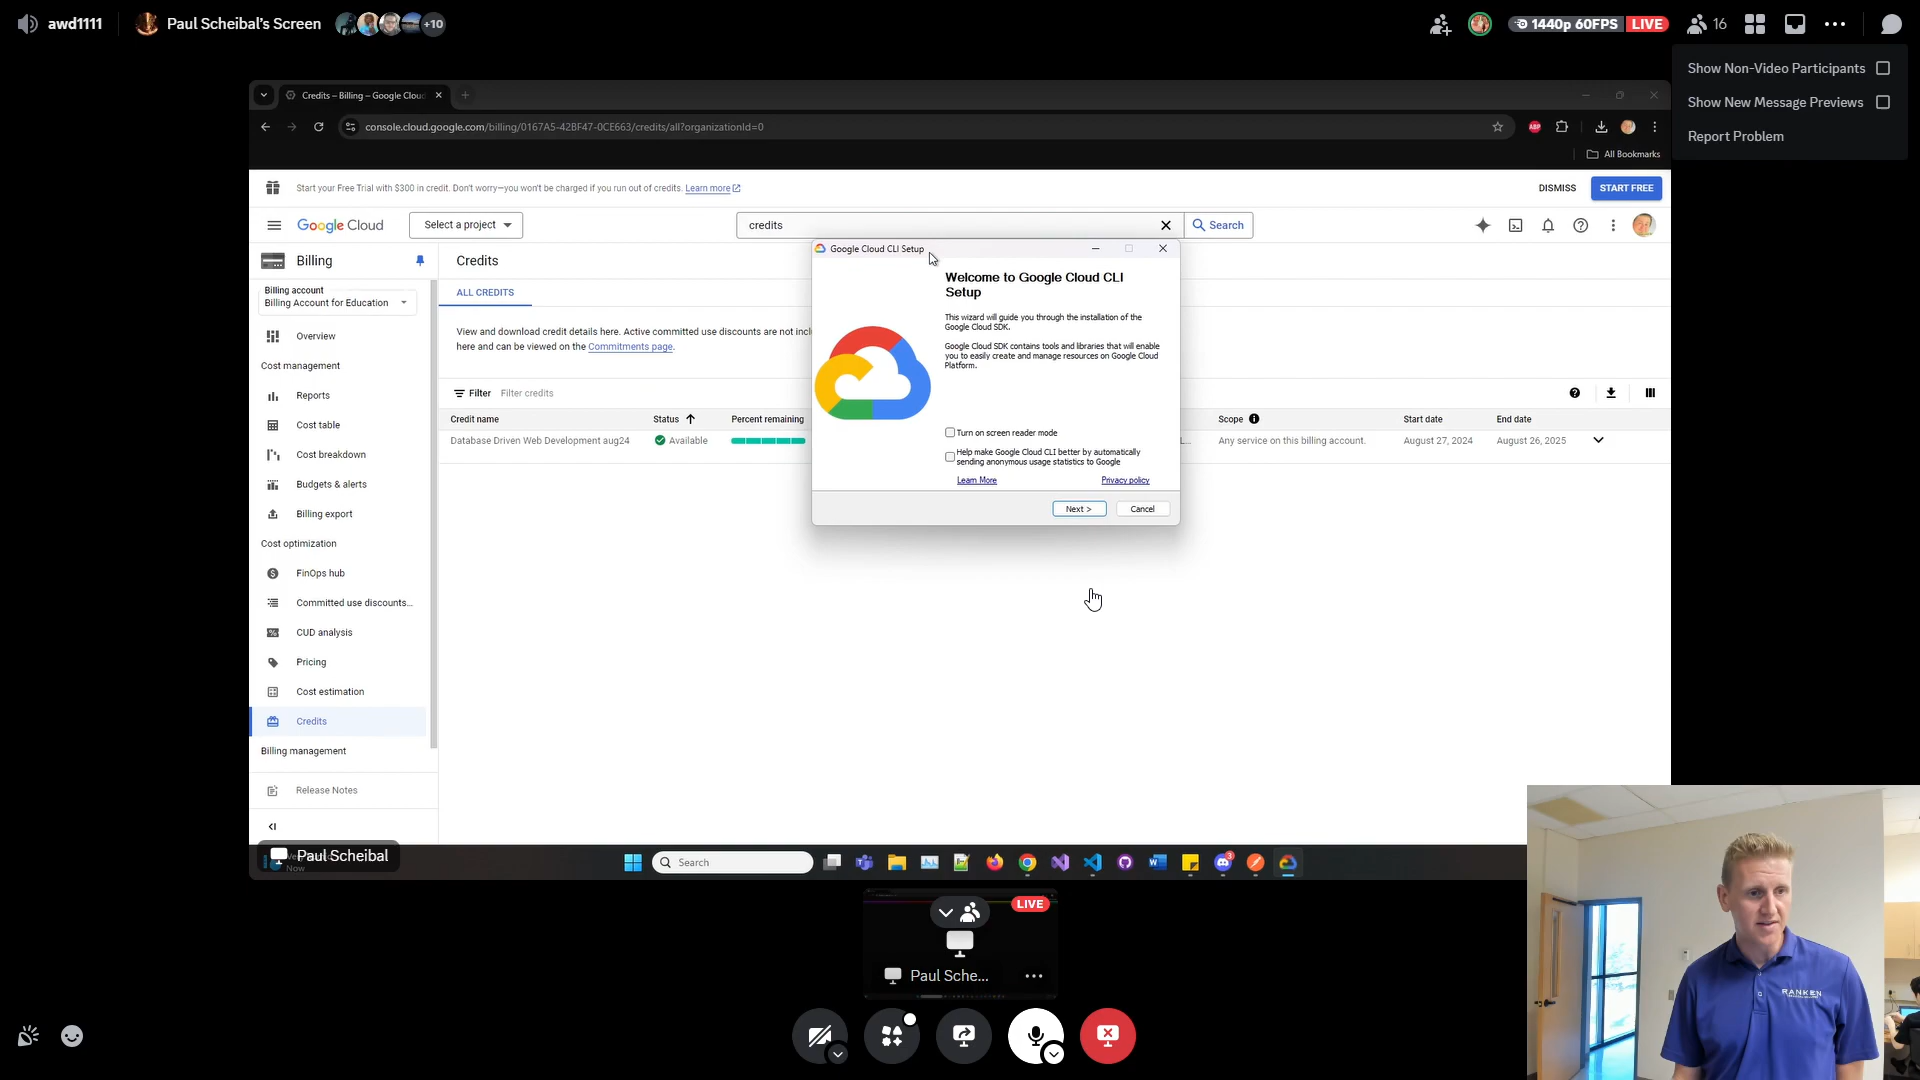 awd1111
Paul Scheibal's Screen
+10
1440p 60FPS
LIVE
16
Show Non-Video Participants
Show New Message Previews
Report Problem
Credits – Billing – Google Cloud
console.cloud.google.com/billing/0167A5-42BF47-0CE663/credits/all?organizationId=0
ABP
All Bookmarks
Start your Free Trial with $300 in credit. Don't worry—you won't be charged if you run out of credits. Learn more
DISMISS
START FREE
Google Cloud
Select a project
credits
Search
Billing
Billing account
Billing Account for Education
Overview
Cost management
Reports
Cost table
Cost breakdown
Budgets & alerts
Billing export
Cost optimization
FinOps hub
Committed use discounts...
CUD analysis
Pricing
Cost estimation
Credits
Billing management
Release Notes
Credits
ALL CREDITS
View and download credit details here. Active committed use discounts are not incl
here and can be viewed on the Commitments page.
Filter Filter credits
Credit name Status Percent remaining Scope Start date End date
Database Driven Web Development aug24 Available L... Any service on this billing account. August 27, 2024 August 26, 2025
Google Cloud CLI Setup
Welcome to Google Cloud CLI
Setup
This wizard will guide you through the installation of the
Google Cloud SDK.
Google Cloud SDK contains tools and libraries that will enable
you to easily create and manage resources on Google Cloud
Platform.
Turn on screen reader mode
Help make Google Cloud CLI better by automatically
sending anonymous usage statistics to Google
Learn More
Privacy policy
Next >
Cancel
Paul Scheibal
Now
Search
3
LIVE
Paul Sche...
RANKEN